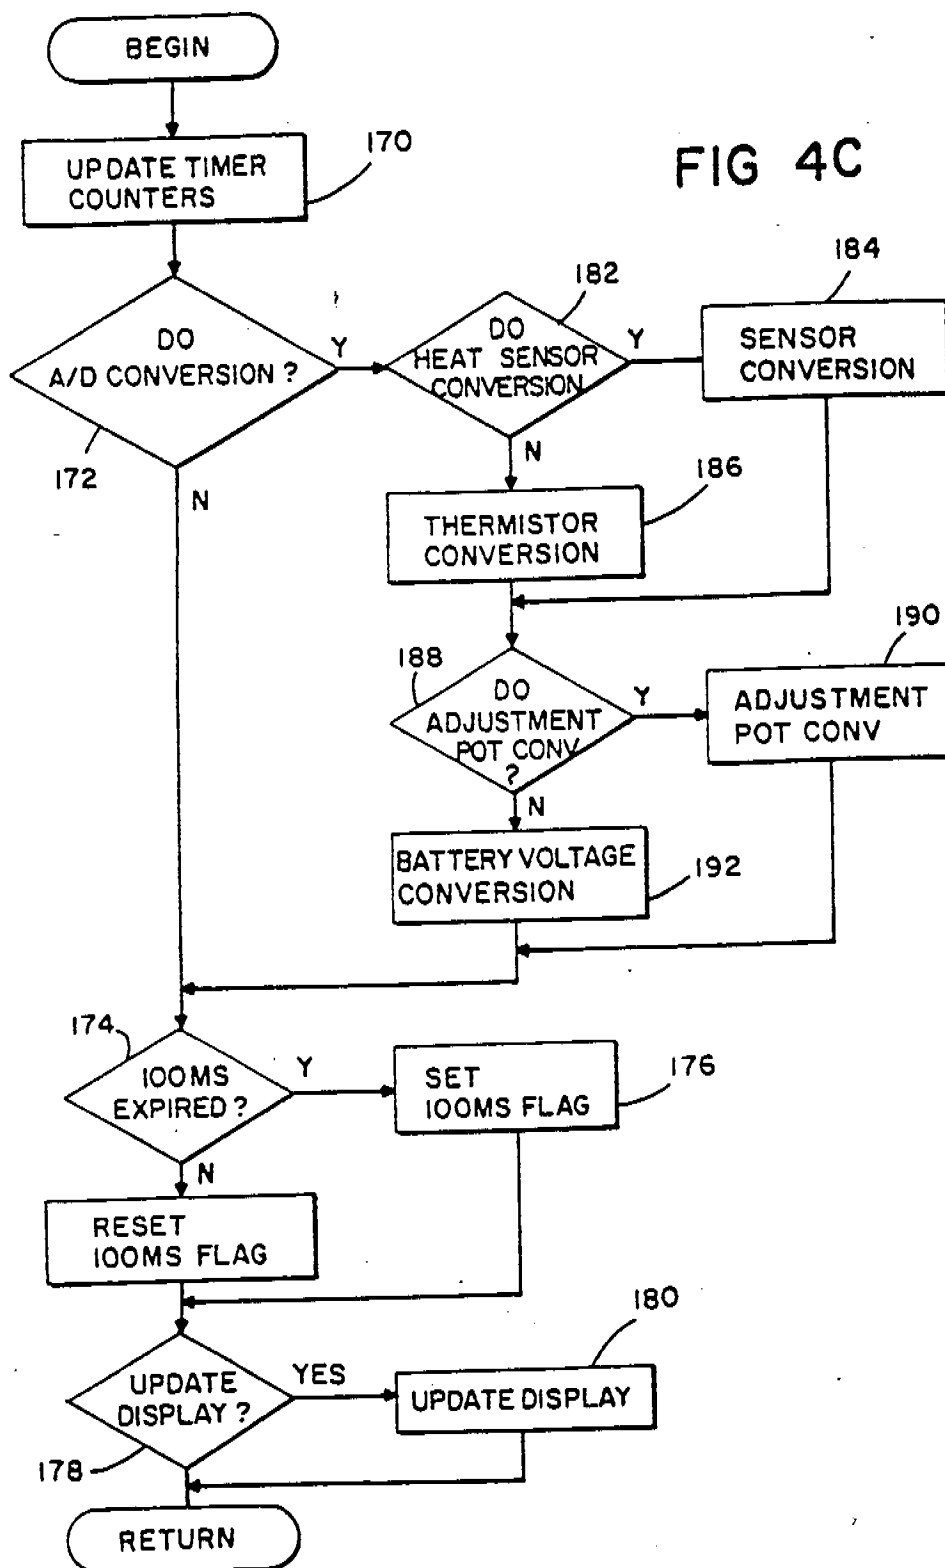 BEGIN
UPDATE TIMER
COUNTERS
170
FIG 4C
DO
A/D CONVERSION ?
172
Y
N
DO
HEAT SENSOR
CONVERSION
182
Y
N
SENSOR
CONVERSION
184
THERMISTOR
CONVERSION
186
188
DO
ADJUSTMENT
POT CONV
?
Y
N
ADJUSTMENT
POT CONV
190
BATTERY VOLTAGE
CONVERSION
192
174
100MS
EXPIRED ?
Y
N
SET
100MS FLAG
176
RESET
100MS FLAG
UPDATE
DISPLAY ?
178
YES
UPDATE DISPLAY
180
RETURN